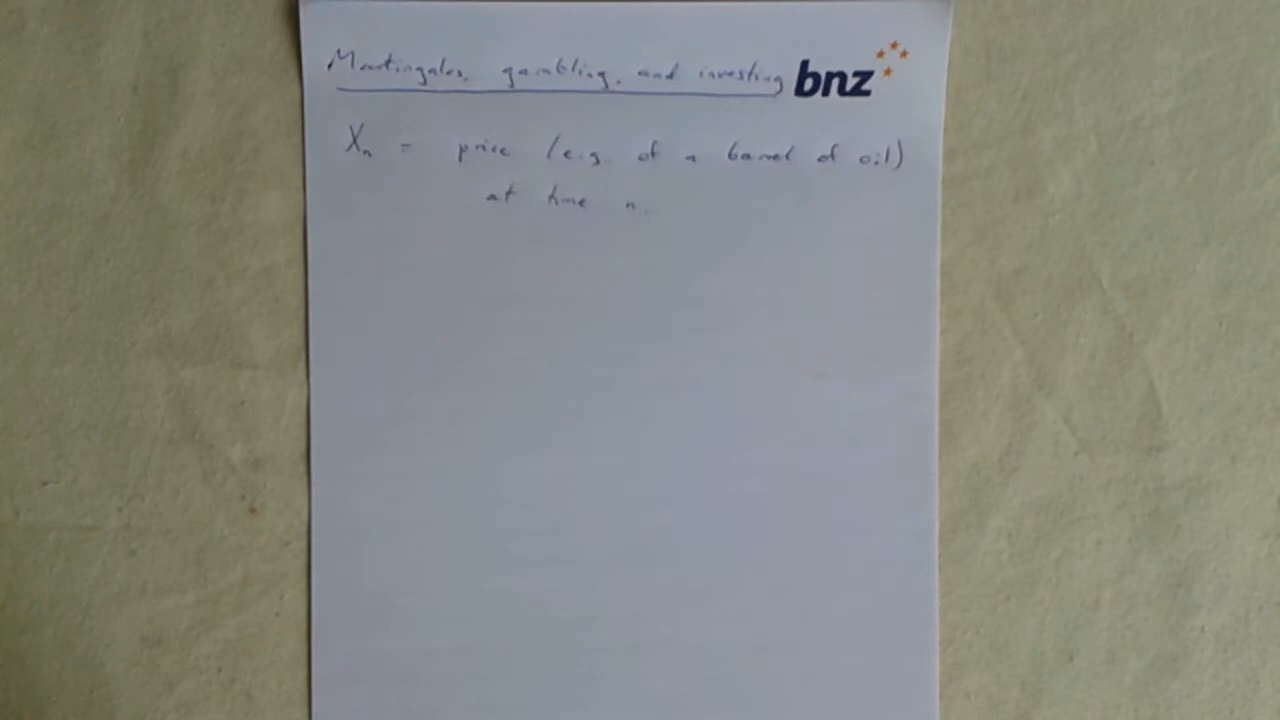 Martingales, gambling, and investing bnz
Xₙ = price (e.g. of a barrel of oil)
at time n.